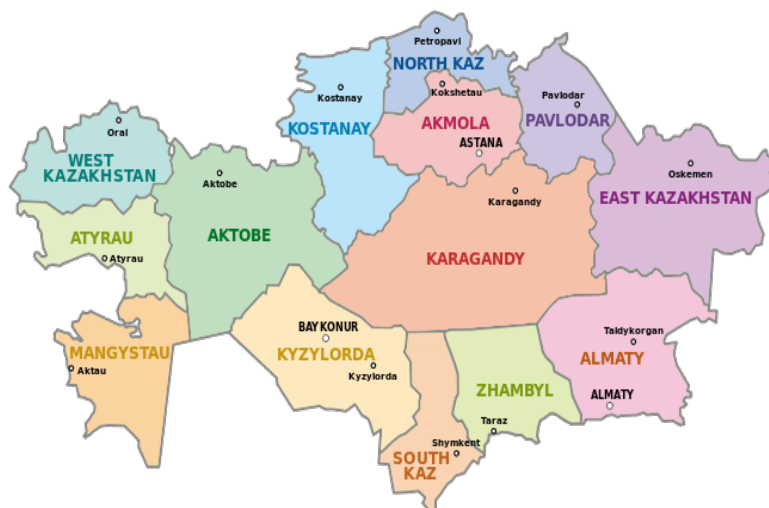 Petropavl
NORTH KAZ
Kokshetau
Kostanay
KOSTANAY
Pavlodar
PAVLODAR
AKMOLA
ASTANA
Oral
WEST
KAZAKHSTAN
Aktobe
Karagandy
Oskemen
EAST KAZAKHSTAN
ATYRAU
Atyrau
AKTOBE
KARAGANDY
MANGYSTAU
Aktau
BAYKONUR
KYZYLORDA
Kyzylorda
Taldykorgan
ALMATY
ALMATY
ZHAMBYL
Taraz
Shymkent
SOUTH
KAZ